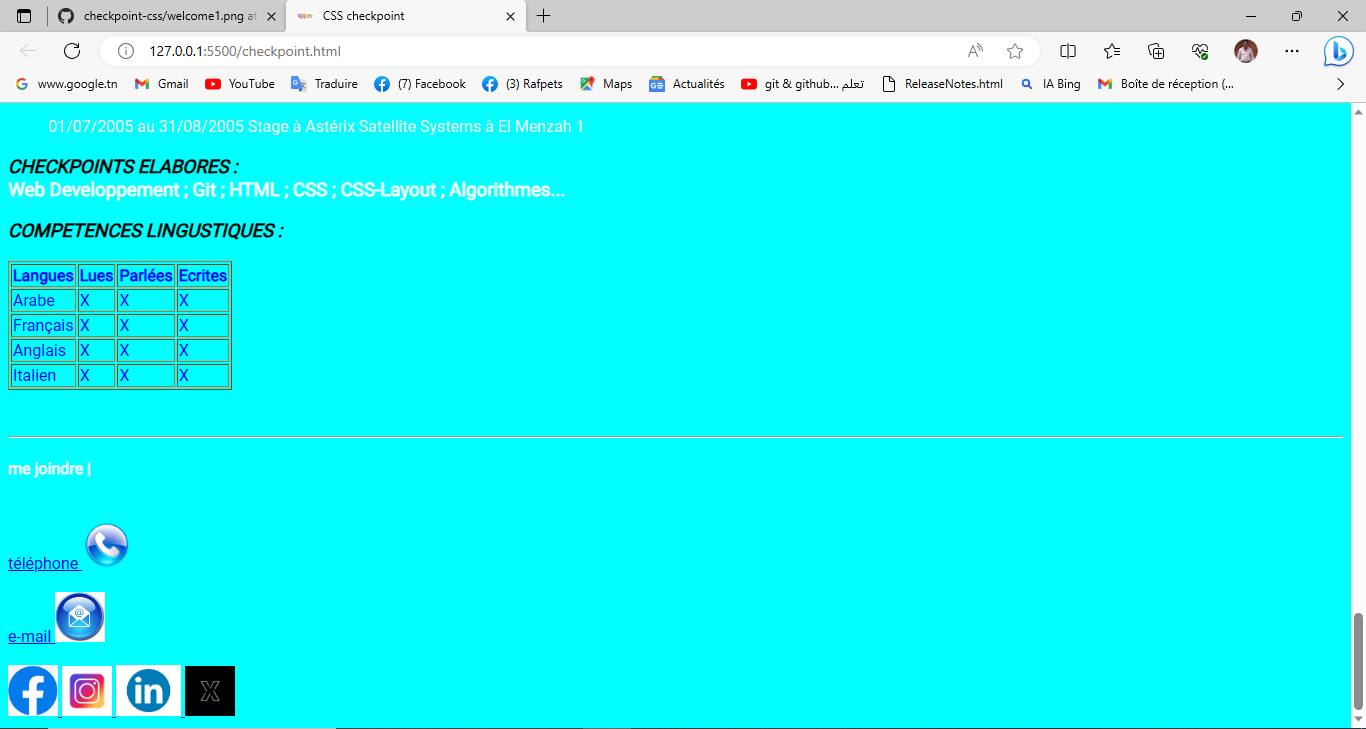 checkpoint-css/welcome1.png at
CSS checkpoint
127.0.0.1:5500/checkpoint.html
www.google.tn
Gmail
YouTube
Traduire
(7) Facebook
(3) Rafpets
Maps
Actualités
git & github... تعلم
ReleaseNotes.html
IA Bing
Boîte de réception (...
01/07/2005 au 31/08/2005 Stage à Astérix Satellite Systems à El Menzah 1
CHECKPOINTS ELABORES :
Web Developpement ; Git ; HTML ; CSS ; CSS-Layout ; Algorithmes...
COMPETENCES LINGUSTIQUES :
Langues Lues Parlées Ecrites
Arabe X X X
Français X X X
Anglais X X X
Italien X X X
me joindre |
téléphone
e-mail